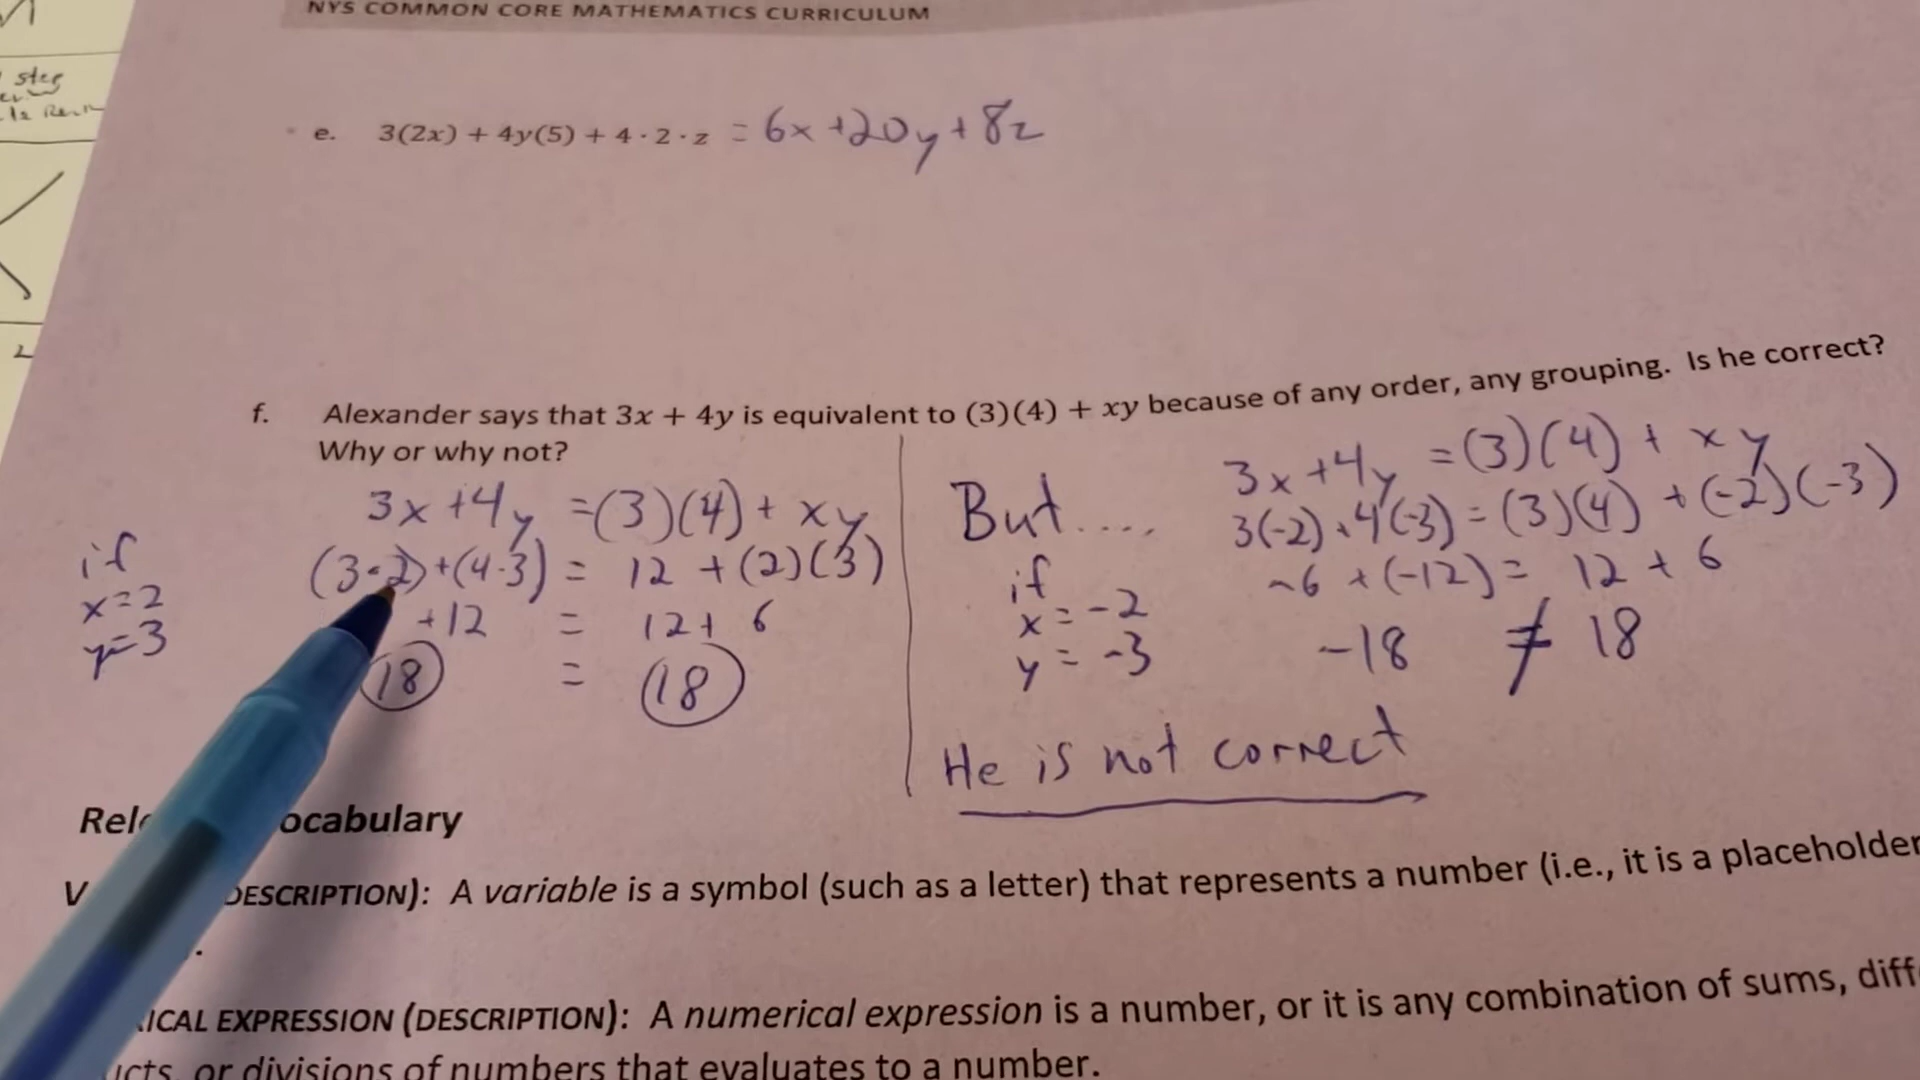 NYS COMMON CORE MATHEMATICS CURRICULUM
step
e. 3(2x) + 4y(5) + 4 · 2 · z = 6x +20y + 8z
f. Alexander says that 3x + 4y is equivalent to (3)(4) + xy because of any order, any grouping. Is he correct?
Why or why not?
3x +4y = (3)(4) + xy
if
x=2
y=3
(3·2)+(4·3) = 12 + (2)(3)
+12 = 12+ 6
18 = 18
But....
if
x = -2
y = -3
3x +4y = (3)(4) + xy
3(-2) + 4(-3) = (3)(4) + (-2)(-3)
-6 + (-12) = 12 + 6
-18 ≠ 18
He is not correct
ocabulary
DESCRIPTION): A variable is a symbol (such as a letter) that represents a number (i.e., it is a placeholder
ICAL EXPRESSION (DESCRIPTION): A numerical expression is a number, or it is any combination of sums, diff
ucts, or divisions of numbers that evaluates to a number.